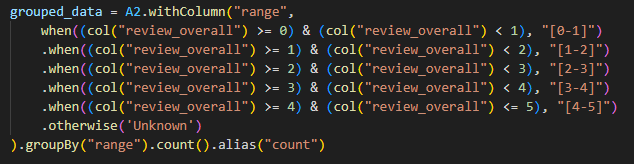 grouped_data = A2.withColumn("range",
    when((col("review_overall") >= 0) & (col("review_overall") < 1), "[0-1]")
    .when((col("review_overall") >= 1) & (col("review_overall") < 2), "[1-2]")
    .when((col("review_overall") >= 2) & (col("review_overall") < 3), "[2-3]")
    .when((col("review_overall") >= 3) & (col("review_overall") < 4), "[3-4]")
    .when((col("review_overall") >= 4) & (col("review_overall") <= 5), "[4-5]")
    .otherwise('Unknown')
).groupBy("range").count().alias("count")